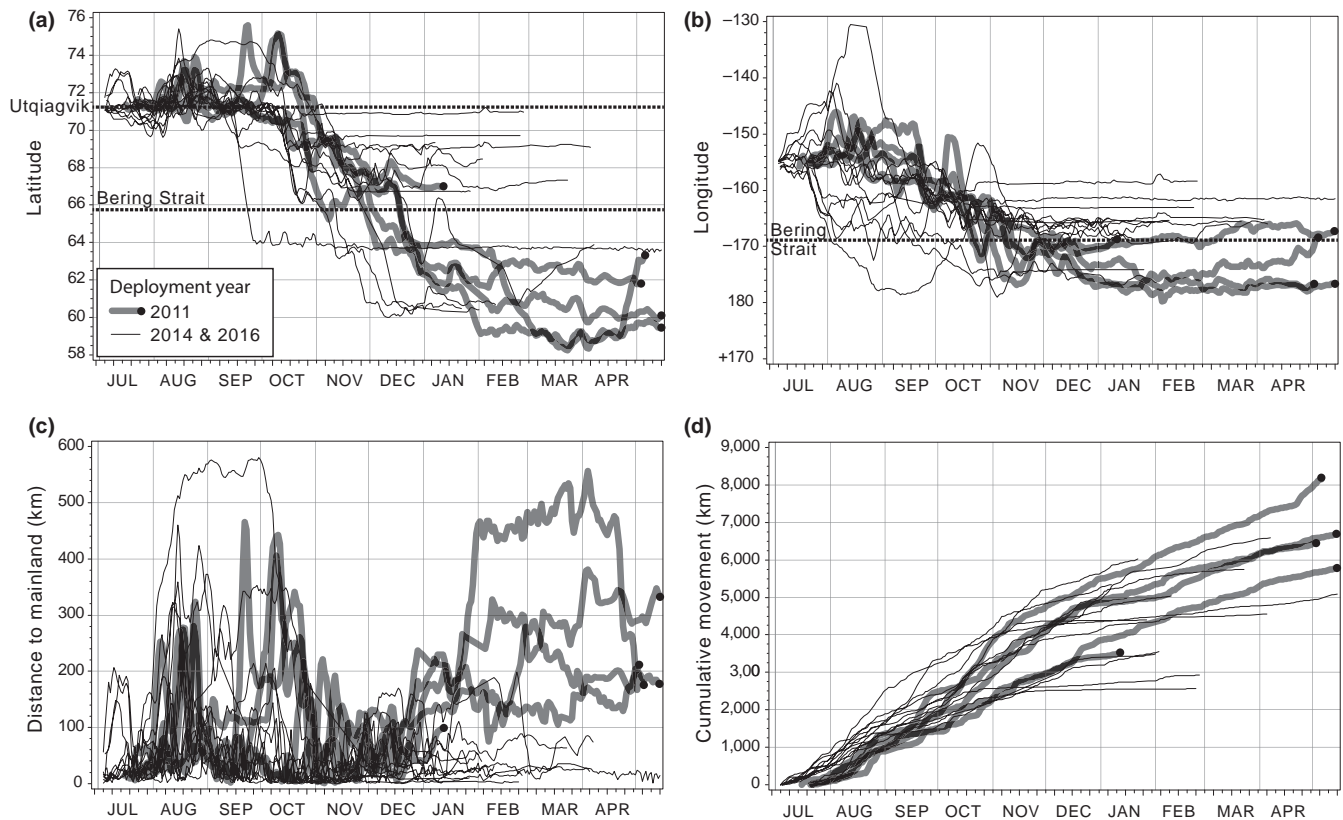 (a)
76
74
72
Utqiagvik
70
68
Latitude
Bering Strait
66
64
62
60
58
Deployment year
2011
2014 & 2016
JUL AUG SEP OCT NOV DEC JAN FEB MAR APR
(b)
−130
−140
−150
Longitude
−160
Bering
−170
Strait
180
+170
JUL AUG SEP OCT NOV DEC JAN FEB MAR APR
(c)
600
500
400
300
200
100
0
Distance to mainland (km)
JUL AUG SEP OCT NOV DEC JAN FEB MAR APR
(d)
9,000
8,000
7,000
6,000
5,000
4,000
3,00
2,000
1,000
0
Cumulative movement (km)
JUL AUG SEP OCT NOV DEC JAN FEB MAR APR